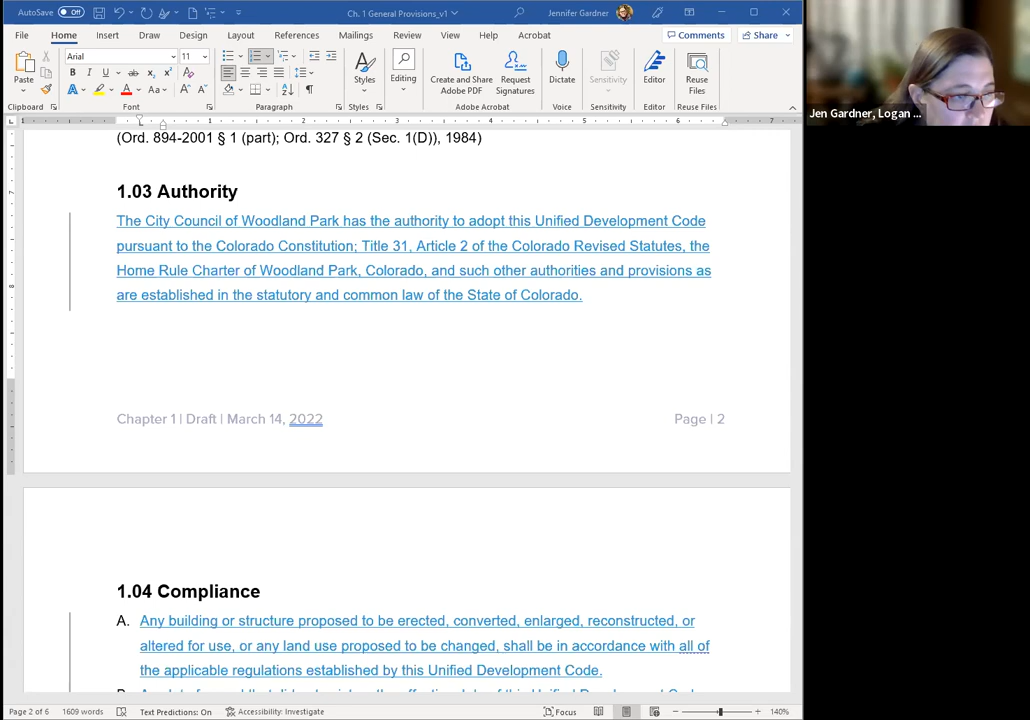 AutoSave Off Ch. 1 General Provisions_v1 Jennifer Gardner
File Home Insert Draw Design Layout References Mailings Review View Help Acrobat Comments Share
Arial 11
Paste Styles Editing Create and Share Adobe PDF Request Signatures Dictate Sensitivity Editor Reuse Files
Clipboard Font Paragraph Styles Adobe Acrobat Voice Sensitivity Editor Reuse Files
Jen Gardner, Logan ...
(Ord. 894-2001 § 1 (part); Ord. 327 § 2 (Sec. 1(D)), 1984)
1.03 Authority
The City Council of Woodland Park has the authority to adopt this Unified Development Code
pursuant to the Colorado Constitution; Title 31, Article 2 of the Colorado Revised Statutes, the
Home Rule Charter of Woodland Park, Colorado, and such other authorities and provisions as
are established in the statutory and common law of the State of Colorado.
Chapter 1 | Draft | March 14, 2022 Page | 2
1.04 Compliance
A. Any building or structure proposed to be erected, converted, enlarged, reconstructed, or
altered for use, or any land use proposed to be changed, shall be in accordance with all of
the applicable regulations established by this Unified Development Code.
Page 2 of 6 1609 words Text Predictions: On Accessibility: Investigate Focus 140%